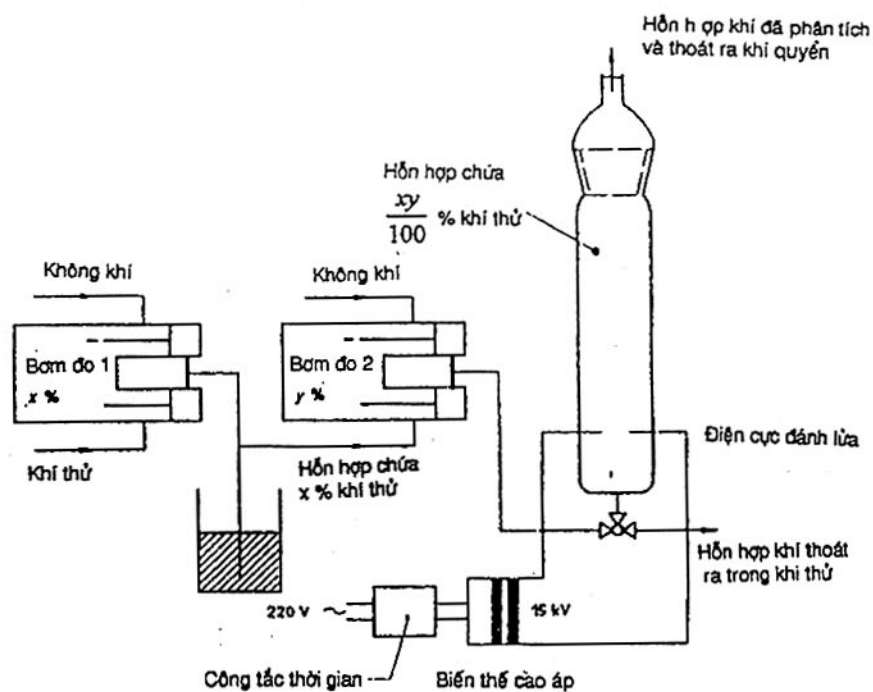 Hỗn h ợp khí đã phân tích
và thoát ra khí quyển
Hỗn hợp chứa
xy
100
% khí thử
Không khí
Không khí
Bơm đo 1
x %
Bơm đo 2
y %
Khí thử
Hỗn hợp chứa
x % khí thử
Điện cực đánh lửa
Hỗn hợp khí thoát
ra trong khi thử
220 V
15 kV
Công tắc thời gian
Biến thế cao áp